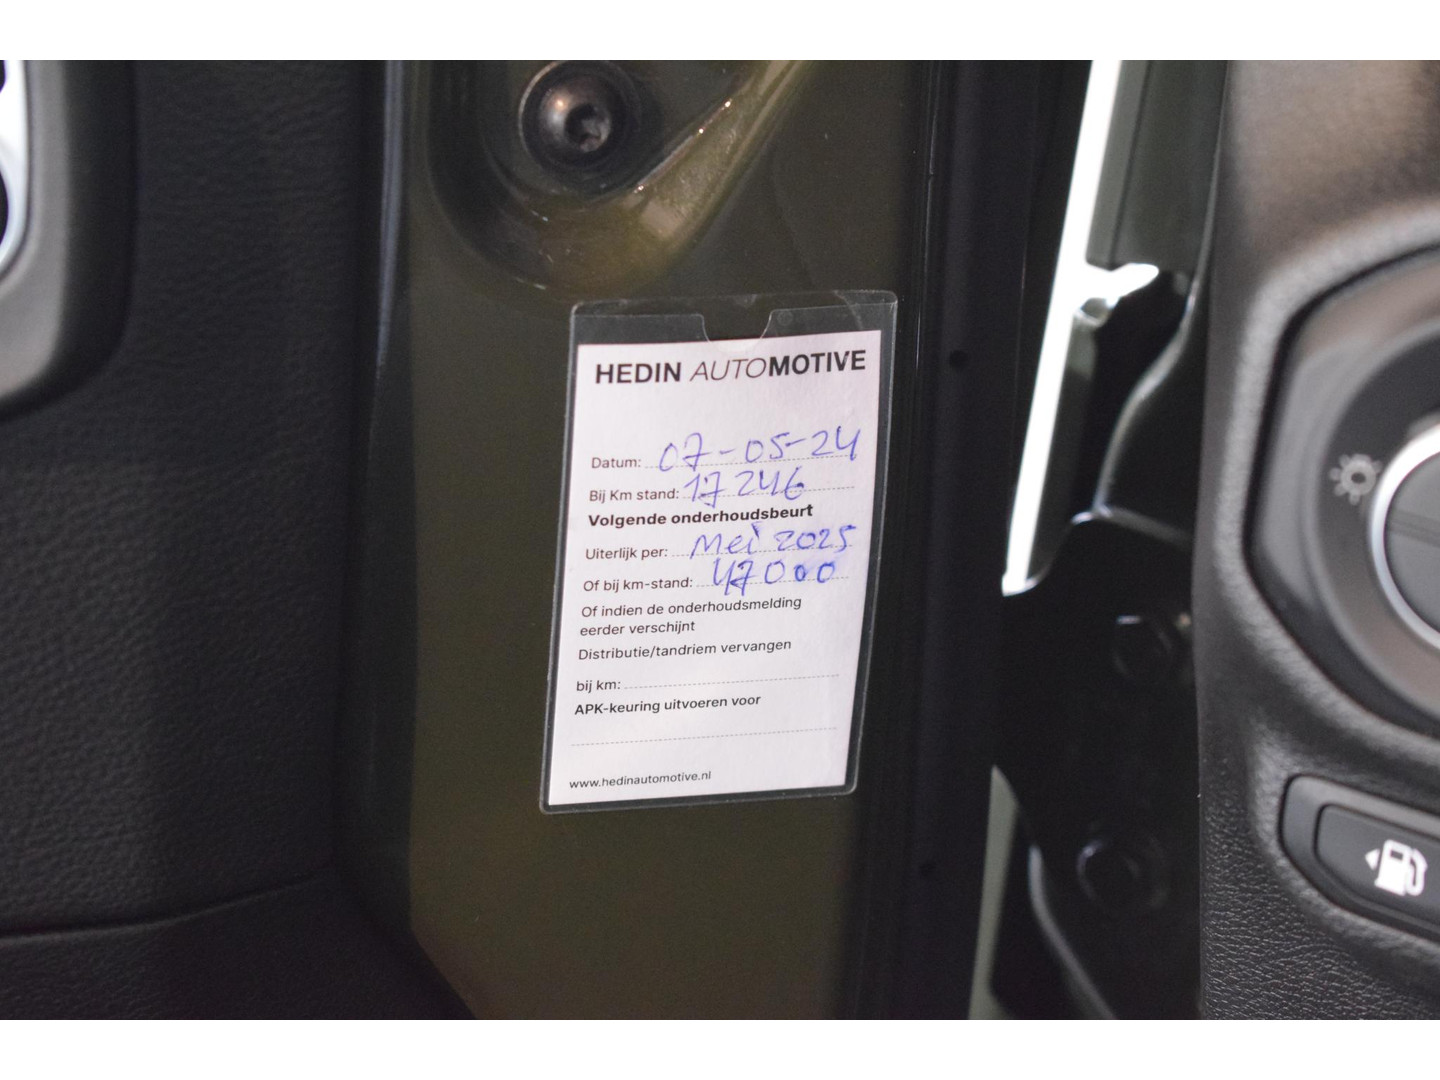 HEDIN AUTOMOTIVE
Datum: 07-05-24
Bij Km stand: 17246
Volgende onderhoudsbeurt
Uiterlijk per: Mei 2025
Of bij km-stand: 47000
Of indien de onderhoudsmelding
eerder verschijnt
Distributie/tandriem vervangen
bij km:
APK-keuring uitvoeren voor
www.hedinautomotive.nl